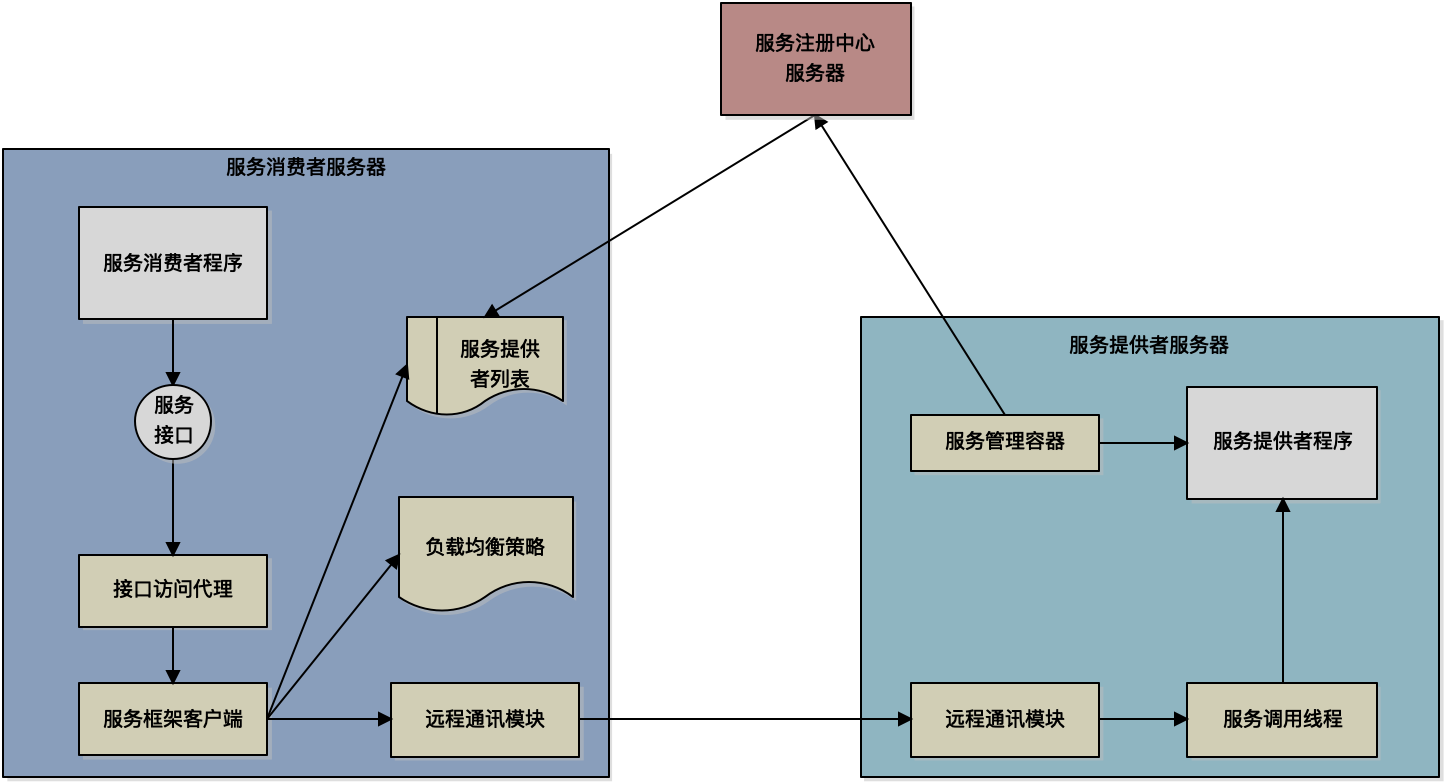 服务注册中心
服务器
服务消费者服务器
服务消费者程序
服务
接口
接口访问代理
服务框架客户端
服务提供
者列表
负载均衡策略
远程通讯模块
服务提供者服务器
服务管理容器
服务提供者程序
远程通讯模块
服务调用线程